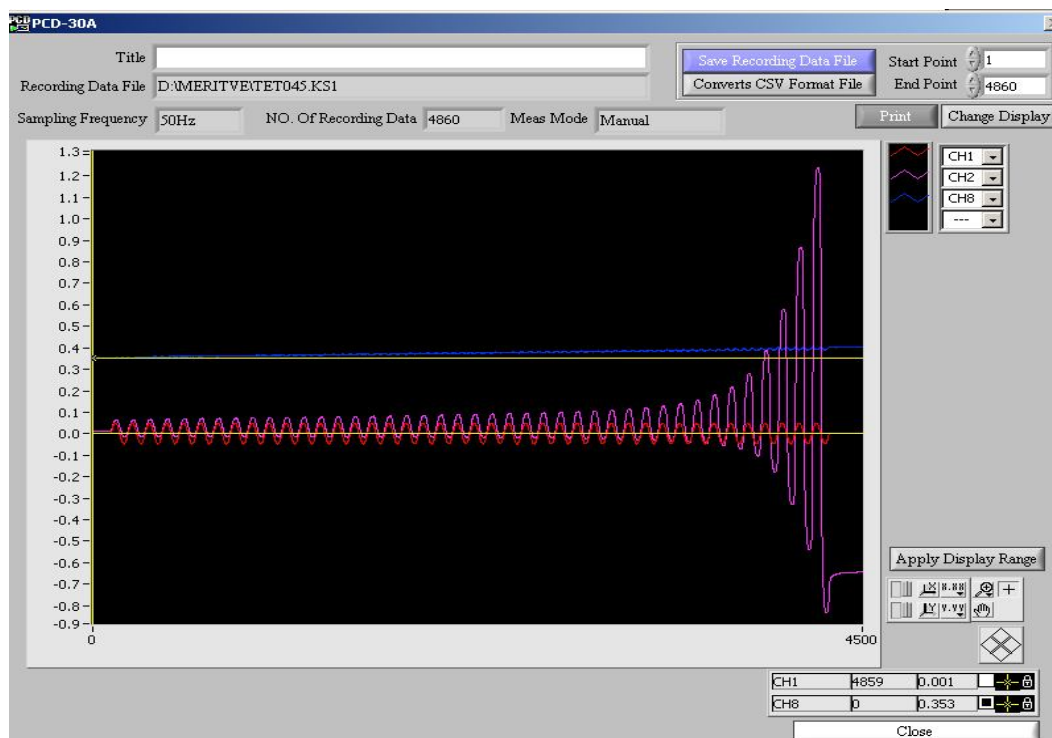 PCD-30A
Title
Save Recording Data File
Start Point 1
Recording Data File D:\MERITVE\TET045.KS1
Converts CSV Format File
End Point 4860
Sampling Frequency 50Hz NO. Of Recording Data 4860 Meas Mode Manual
Print Change Display
1.3
1.2
1.1
1.0
0.9
0.8
0.7
0.6
0.5
0.4
0.3
0.2
0.1
0.0
-0.1
-0.2
-0.3
-0.4
-0.5
-0.6
-0.7
-0.8
-0.9
0 4500
CH1
CH2
CH8
---
Apply Display Range
X 8.88
Y Y.YY
CH1 4859 0.001
CH8 0 0.353
Close